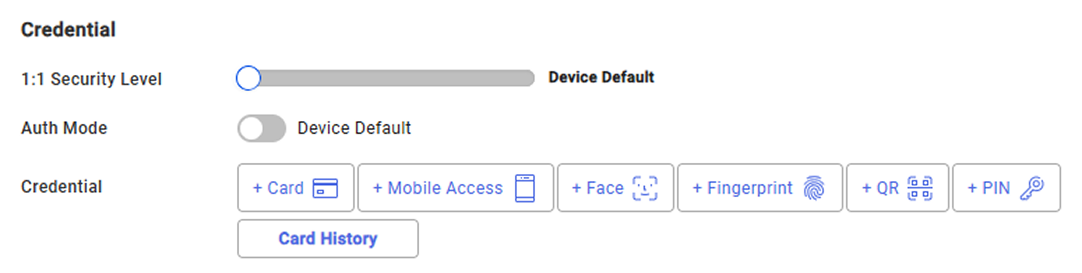 Credential
1:1 Security Level Device Default
Auth Mode Device Default
Credential + Card + Mobile Access + Face + Fingerprint + QR + PIN
Card History